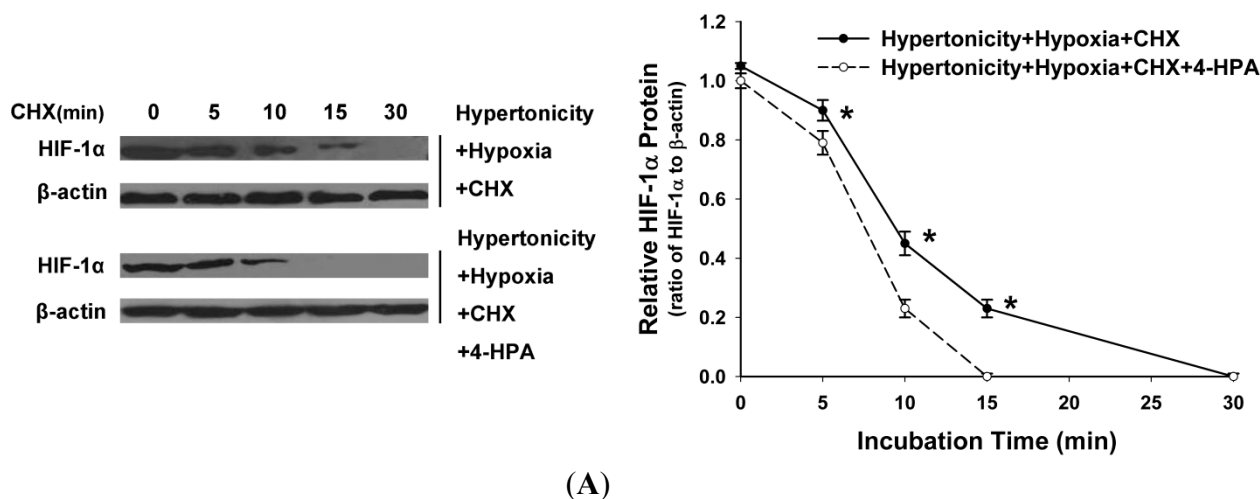 CHX(min) 0 5 10 15 30 Hypertonicity
HIF-1α +Hypoxia
β-actin +CHX
Hypertonicity
HIF-1α +Hypoxia
β-actin +CHX
+4-HPA
Hypertonicity+Hypoxia+CHX
Hypertonicity+Hypoxia+CHX+4-HPA
Relative HIF-1α Protein
(ratio of HIF-1α to β-actin)
1.2
1.0
0.8
0.6
0.4
0.2
0.0
*
*
*
0 5 10 15 20 25 30
Incubation Time (min)
(A)